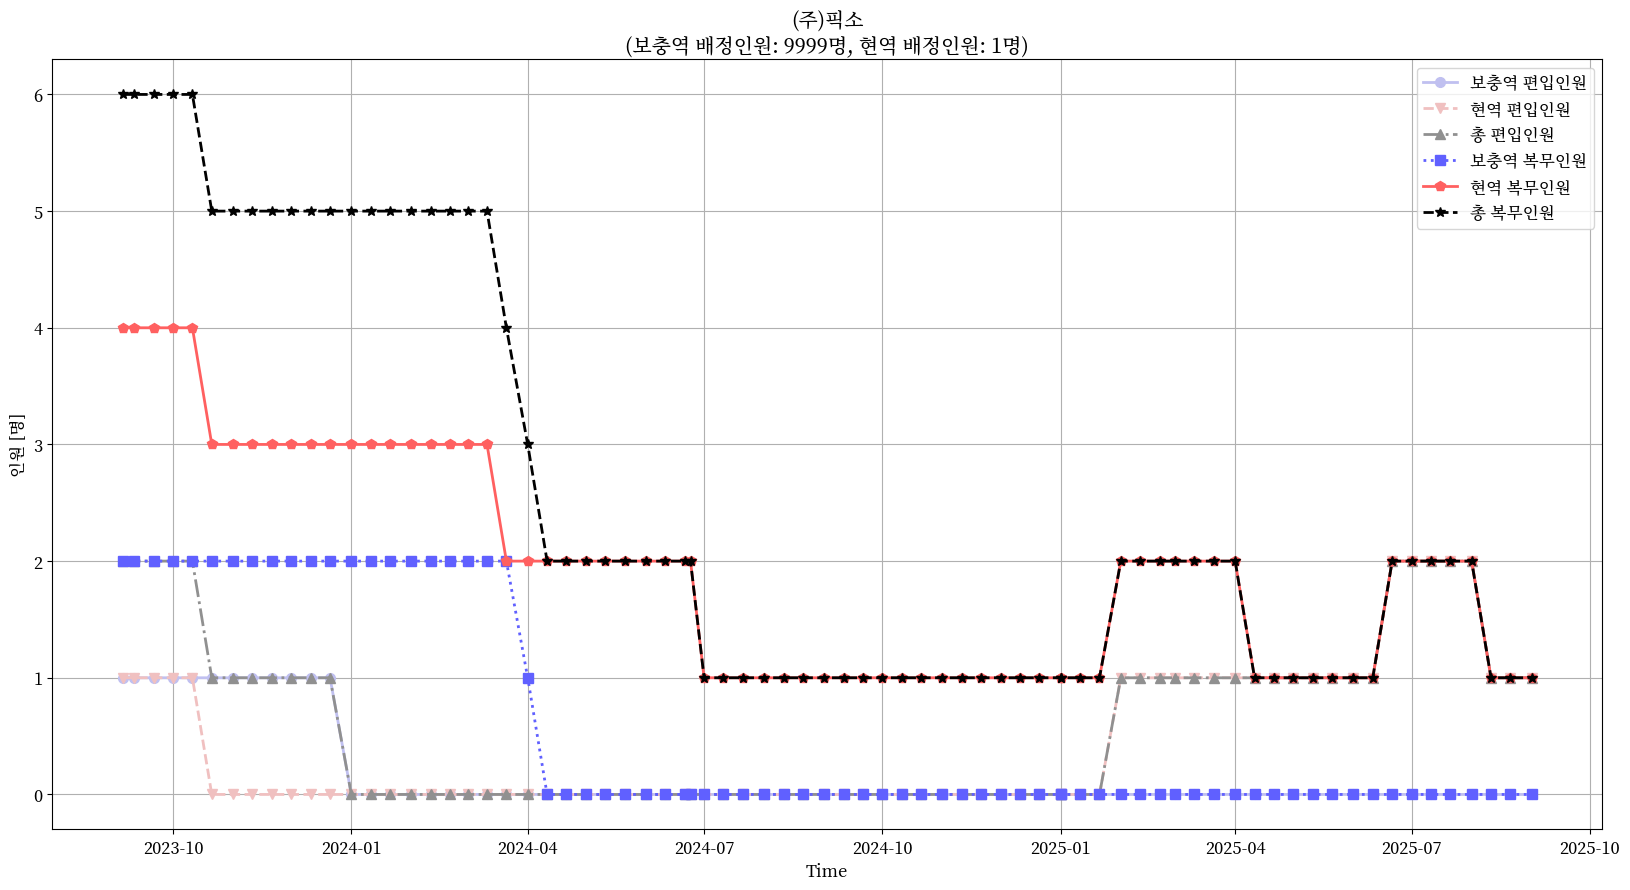 (주)픽소
(보충역 배정인원: 9999명, 현역 배정인원: 1명)
보충역 편입인원
현역 편입인원
총 편입인원
보충역 복무인원
현역 복무인원
총 복무인원
인원 [명]
6
5
4
3
2
1
0
2023-10
2024-01
2024-04
2024-07
2024-10
2025-01
2025-04
2025-07
2025-10
Time